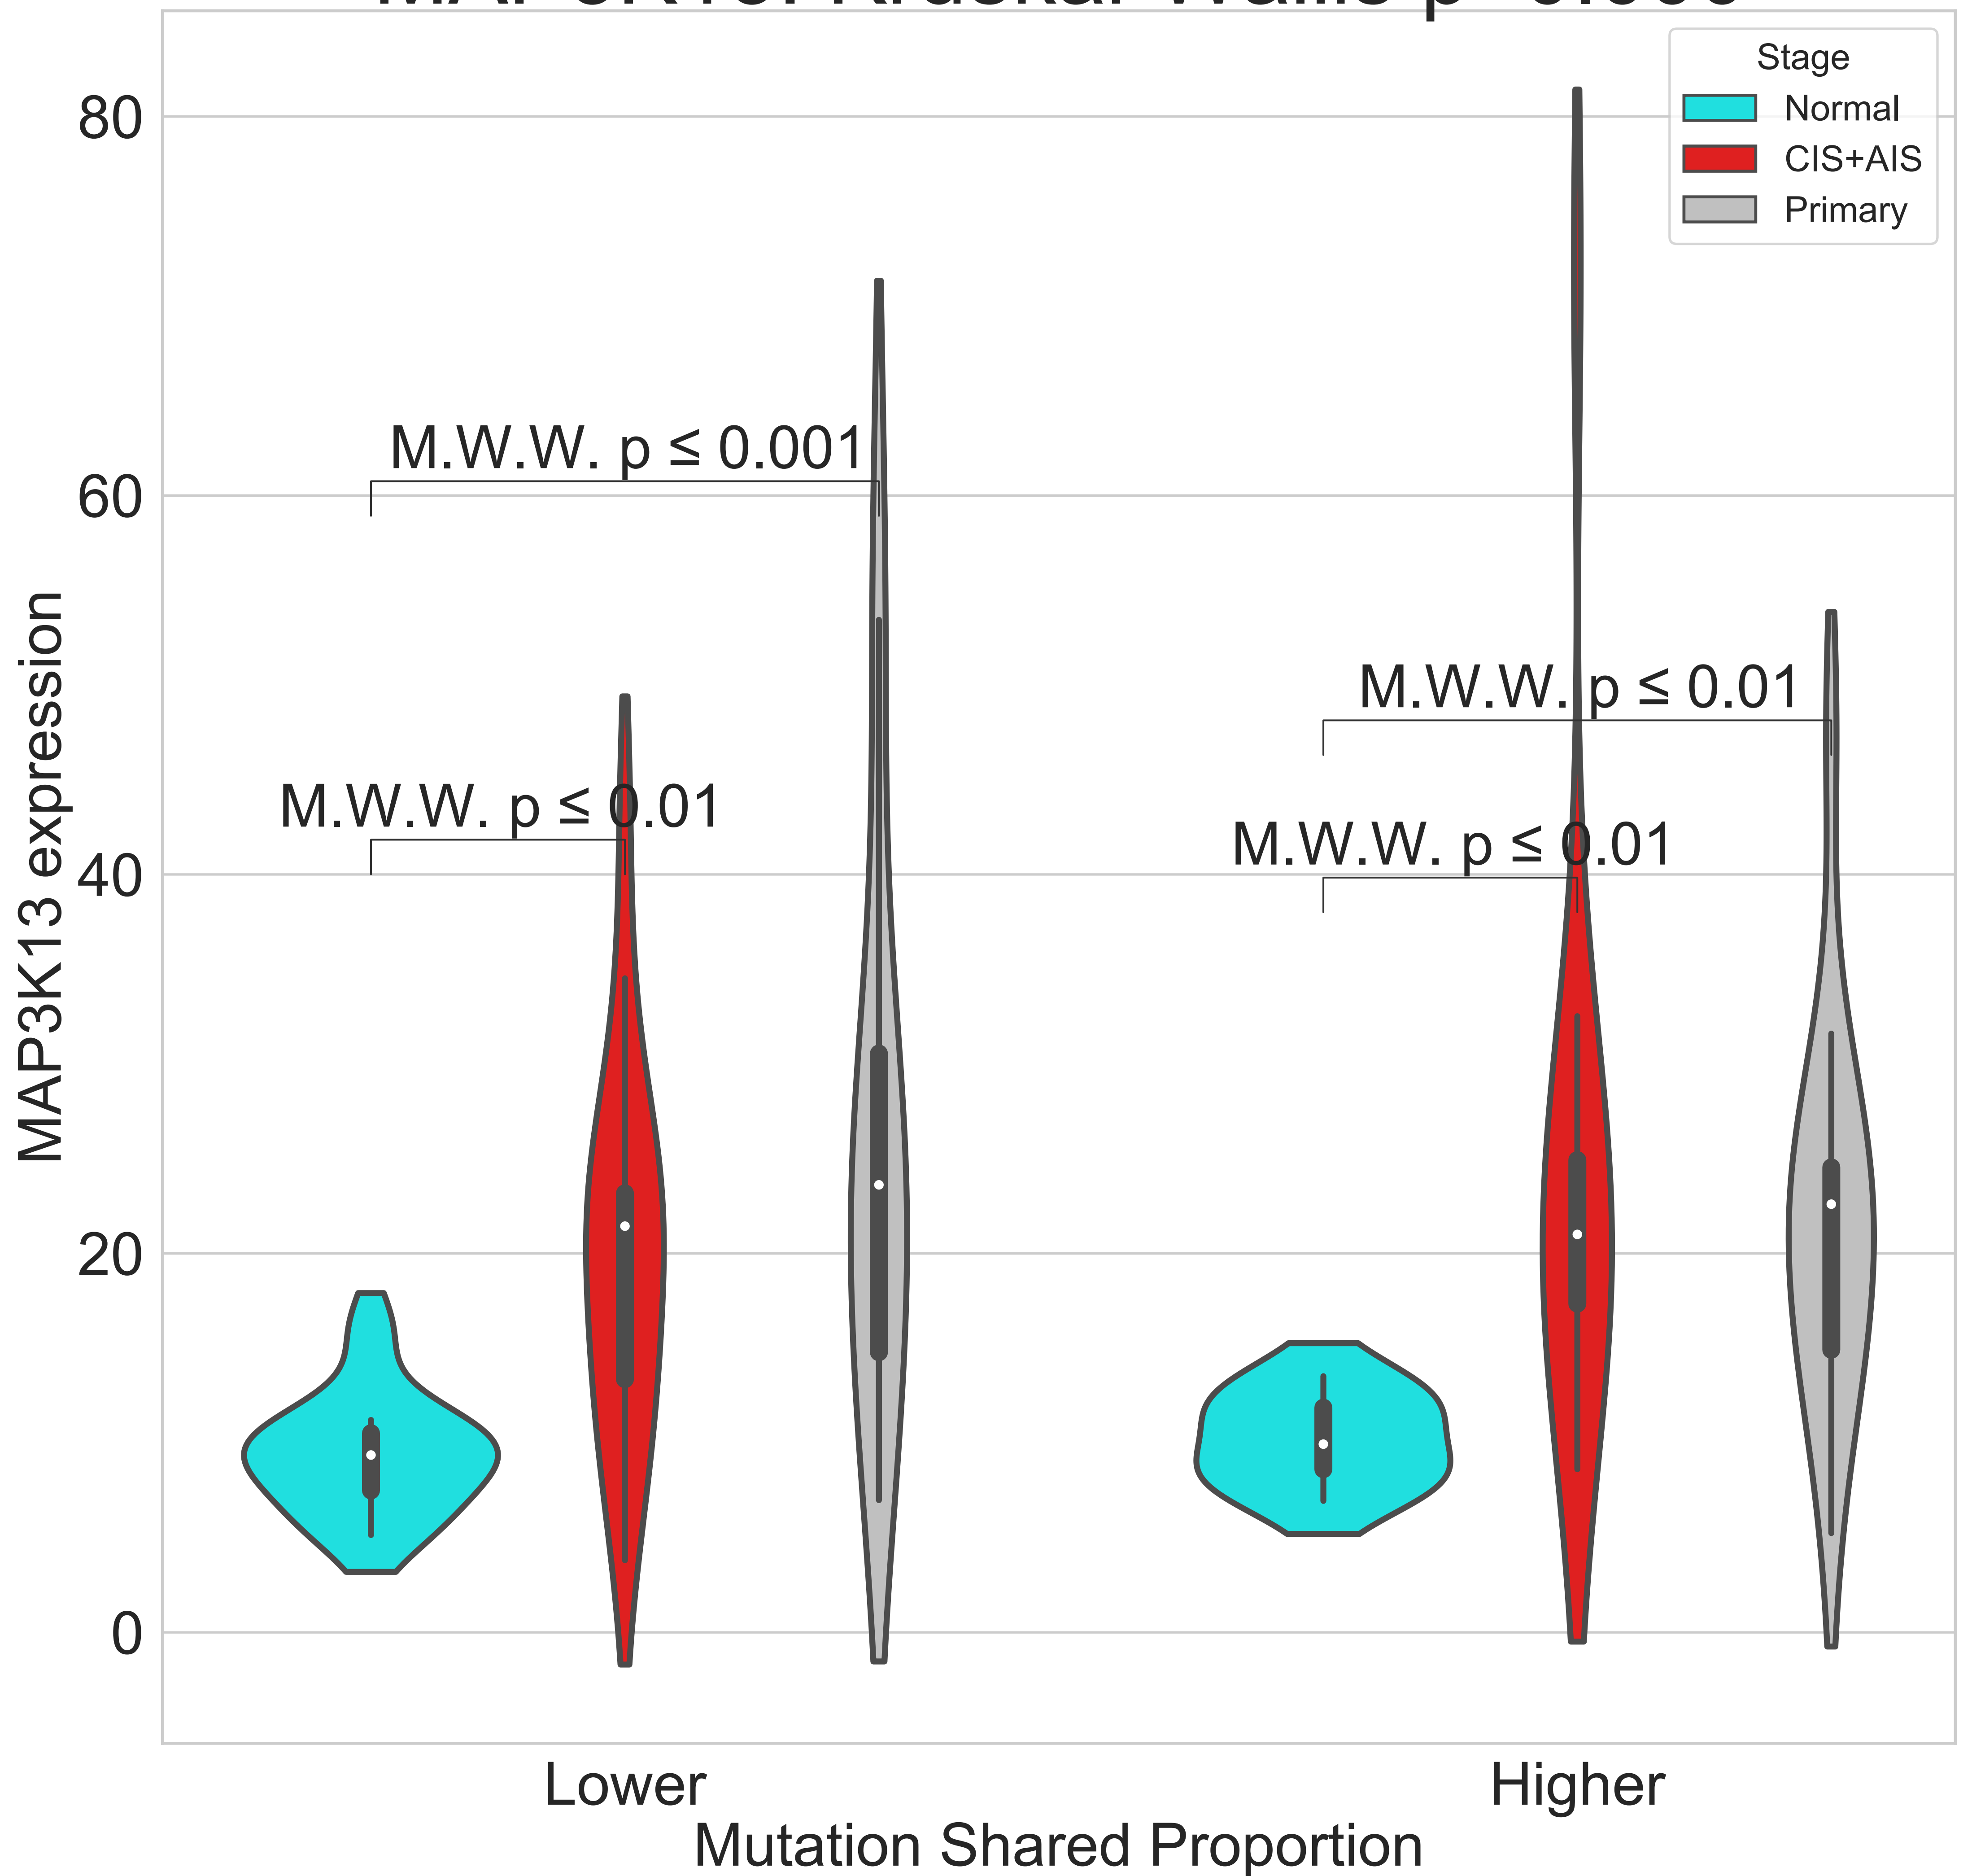 Stage
Normal
CIS+AIS
Primary
80
60
40
20
0
MAP3K13 expression
M.W.W. p ≤ 0.001
M.W.W. p ≤ 0.01
M.W.W. p ≤ 0.01
M.W.W. p ≤ 0.01
Lower
Higher
Mutation Shared Proportion